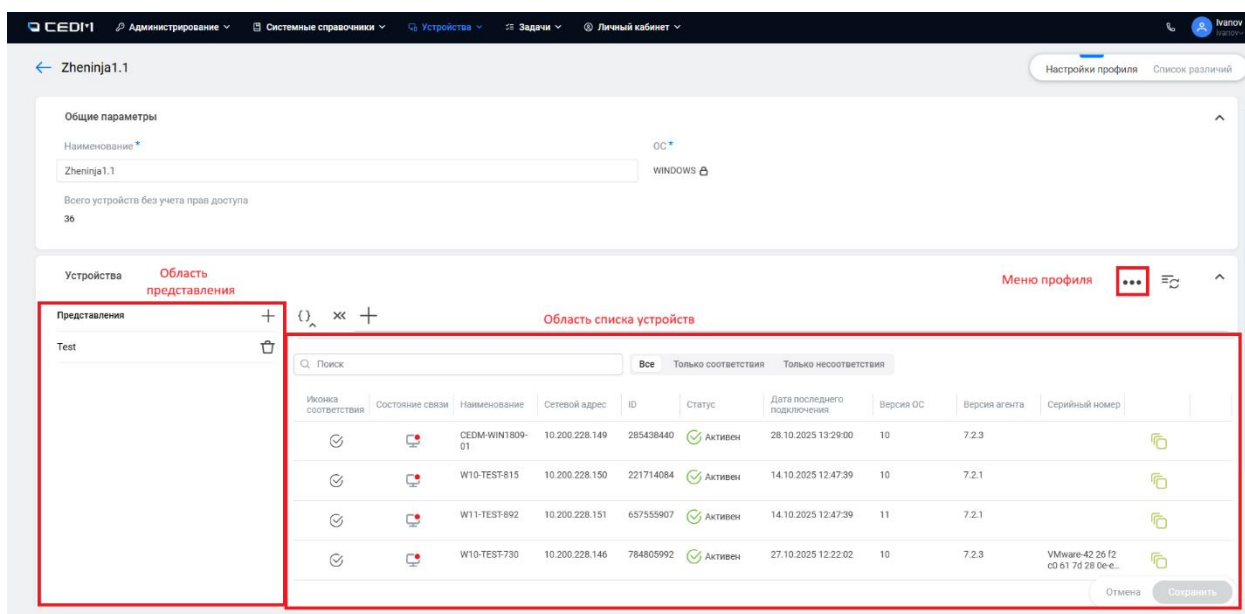 CEDM Администрирование Системные справочники Устройства Задачи Личный кабинет Ivanov
Ivanov
Zheninja1.1 Настройки профиля Список различий
Общие параметры
Наименование * ОС *
Zheninja1.1 WINDOWS
Всего устройств без учета прав доступа
36
Устройства Область представления Меню профиля
Представления Область списка устройств
Test
Поиск Все Только соответствия Только несоответствия
Иконка соответствия Состояние связи Наименование Сетевой адрес ID Статус Дата последнего подключения Версия ОС Версия агента Серийный номер
CEDM-WIN1809-01 10.200.228.149 285438440 Активен 28.10.2025 13:29:00 10 7.2.3
W10-TEST-815 10.200.228.150 221714084 Активен 14.10.2025 12:47:39 10 7.2.1
W11-TEST-892 10.200.228.151 657555907 Активен 14.10.2025 12:47:39 11 7.2.1
W10-TEST-730 10.200.228.146 784805992 Активен 27.10.2025 12:22:02 10 7.2.3 VMware-42 26 f2 c0 61 7d 28 0e-e...
Отмена Сохранить